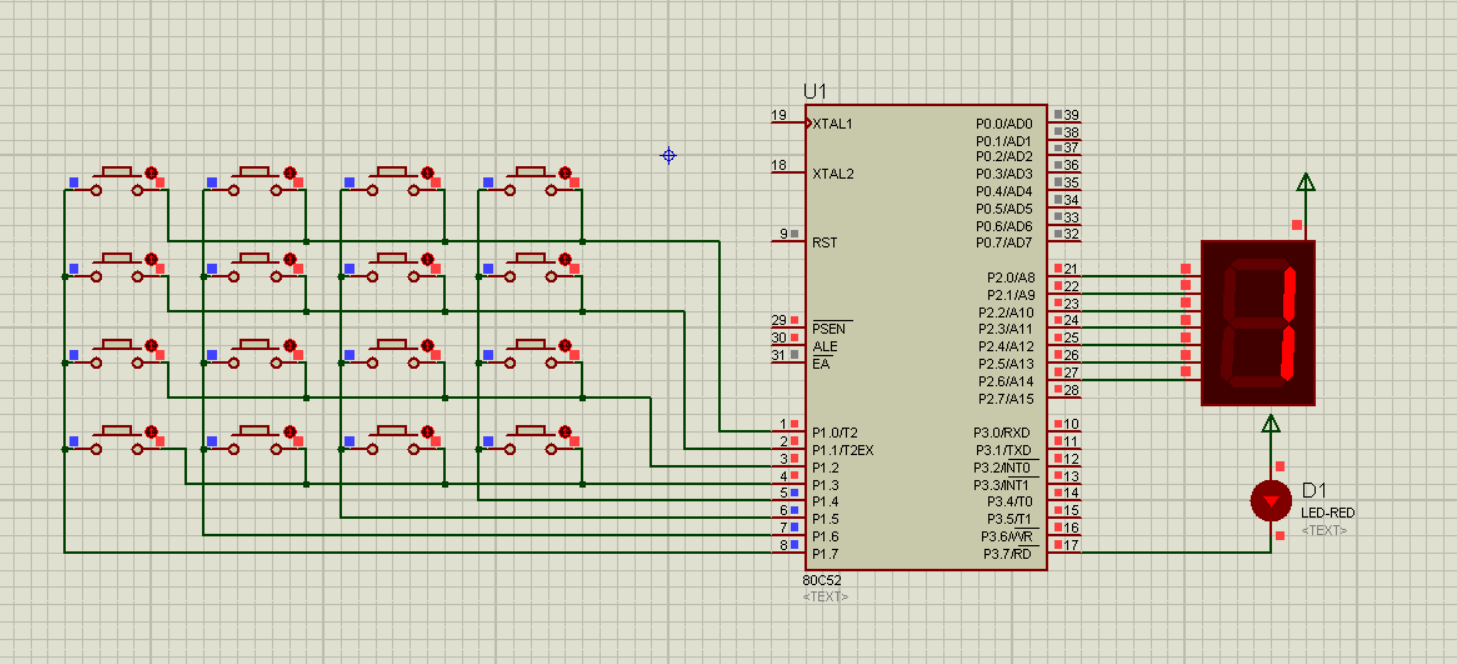 U1
19 XTAL1
18 XTAL2
9 RST
29 PSEN
30 ALE
31 EA
1 P1.0/T2
2 P1.1/T2EX
3 P1.2
4 P1.3
5 P1.4
6 P1.5
7 P1.6
8 P1.7
P0.0/AD0 39
P0.1/AD1 38
P0.2/AD2 37
P0.3/AD3 36
P0.4/AD4 35
P0.5/AD5 34
P0.6/AD6 33
P0.7/AD7 32
P2.0/A8 21
P2.1/A9 22
P2.2/A10 23
P2.3/A11 24
P2.4/A12 25
P2.5/A13 26
P2.6/A14 27
P2.7/A15 28
P3.0/RXD 10
P3.1/TXD 11
P3.2/INT0 12
P3.3/INT1 13
P3.4/T0 14
P3.5/T1 15
P3.6/WR 16
P3.7/RD 17
80C52
<TEXT>
1
D1
LED-RED
<TEXT>